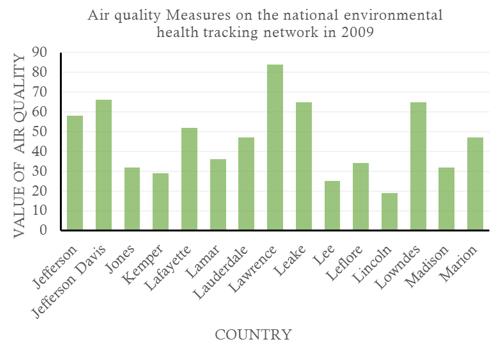 Air quality Measures on the national environmental
health tracking network in 2009
VALUE OF AIR QUALITY
90
80
70
60
50
40
30
20
10
0
Jefferson
Jefferson Davis
Jones
Kemper
Lafayette
Lamar
Lauderdale
Lawrence
Leake
Lee
Leflore
Lincoln
Lowndes
Madison
Marion
COUNTRY